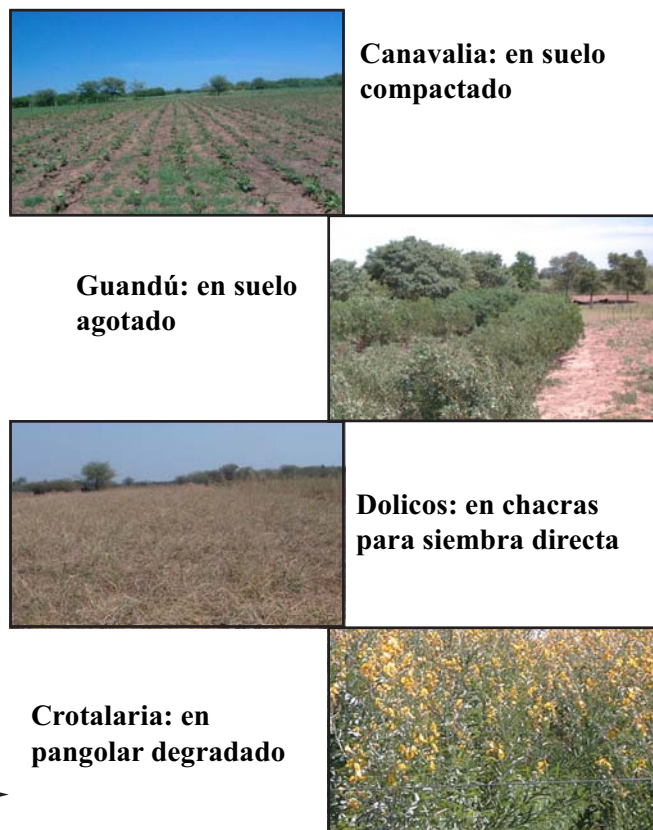 Canavalia: en suelo
compactado
Guandú: en suelo
agotado
Dolicos: en chacras
para siembra directa
Crotalaria: en
pangolar degradado